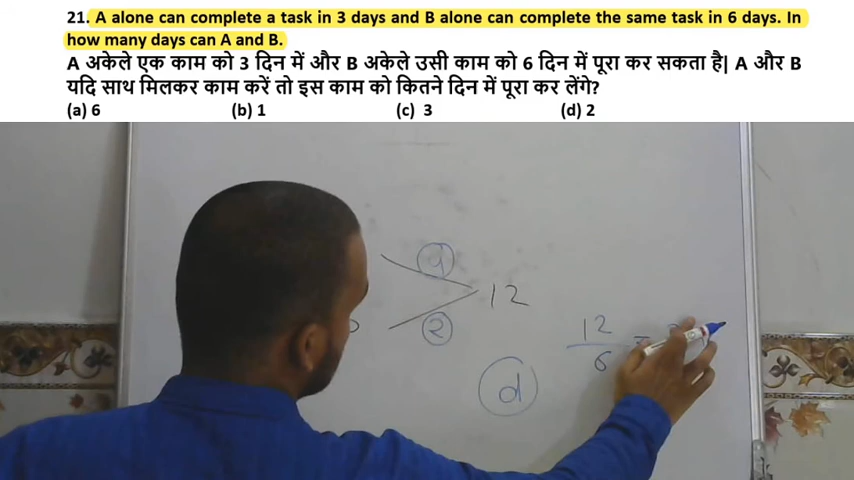 21. A alone can complete a task in 3 days and B alone can complete the same task in 6 days. In
how many days can A and B.
A अकेले एक काम को 3 दिन में और B अकेले उसी काम को 6 दिन में पूरा कर सकता है| A और B
यदि साथ मिलकर काम करें तो इस काम को कितने दिन में पूरा कर लेंगे?
(a) 6 (b) 1 (c) 3 (d) 2
12
2
12
6
=
d